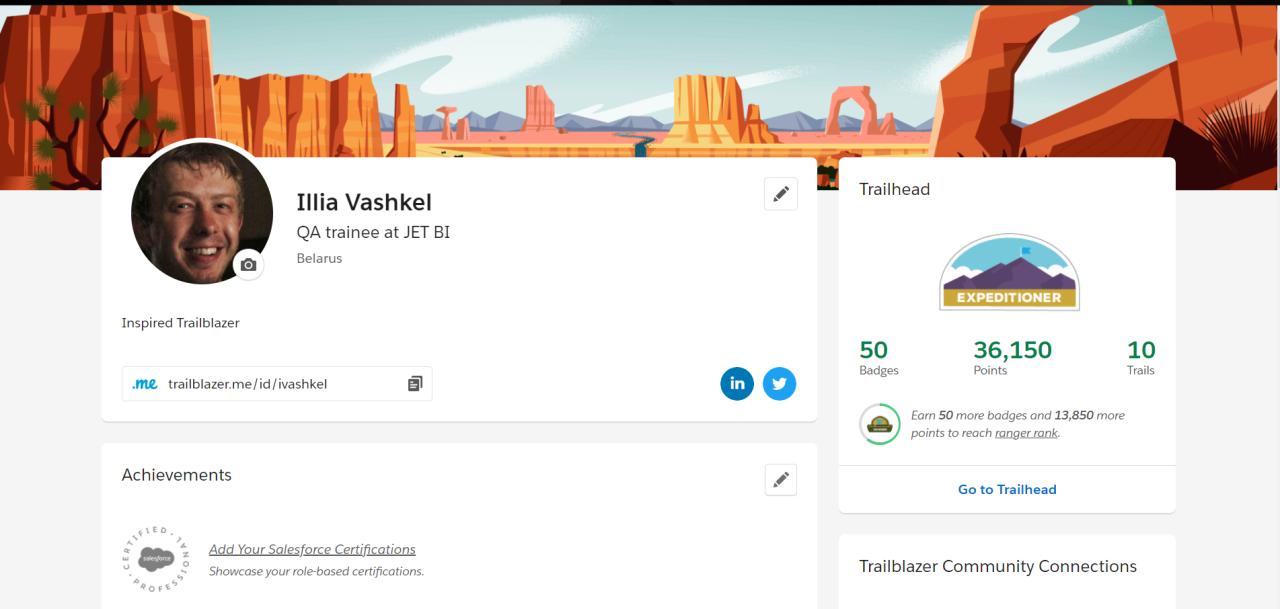 Illia Vashkel
QA trainee at JET BI
Belarus
Inspired Trailblazer
.me trailblazer.me/id/ivashkel
in
Achievements
CERTIFIED · PROFESSIONAL ·
salesforce
Add Your Salesforce Certifications
Showcase your role-based certifications.
Trailhead
EXPEDITIONER
50 36,150 10
Badges Points Trails
Earn 50 more badges and 13,850 more
points to reach ranger rank.
Go to Trailhead
Trailblazer Community Connections